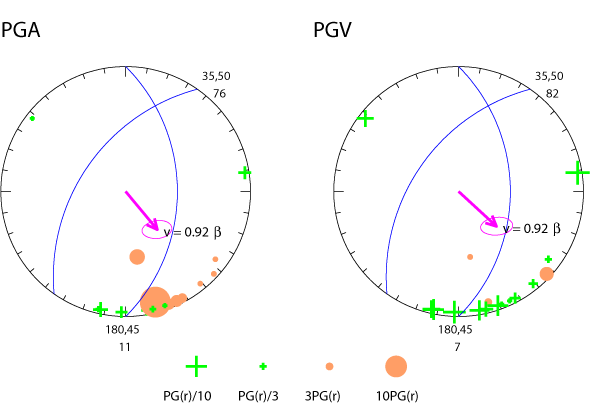 PGA
PGV
35,50
76
35,50
82
v = 0.92 β
v = 0.92 β
180,45
11
180,45
7
PG(r)/10 PG(r)/3 3PG(r) 10PG(r)